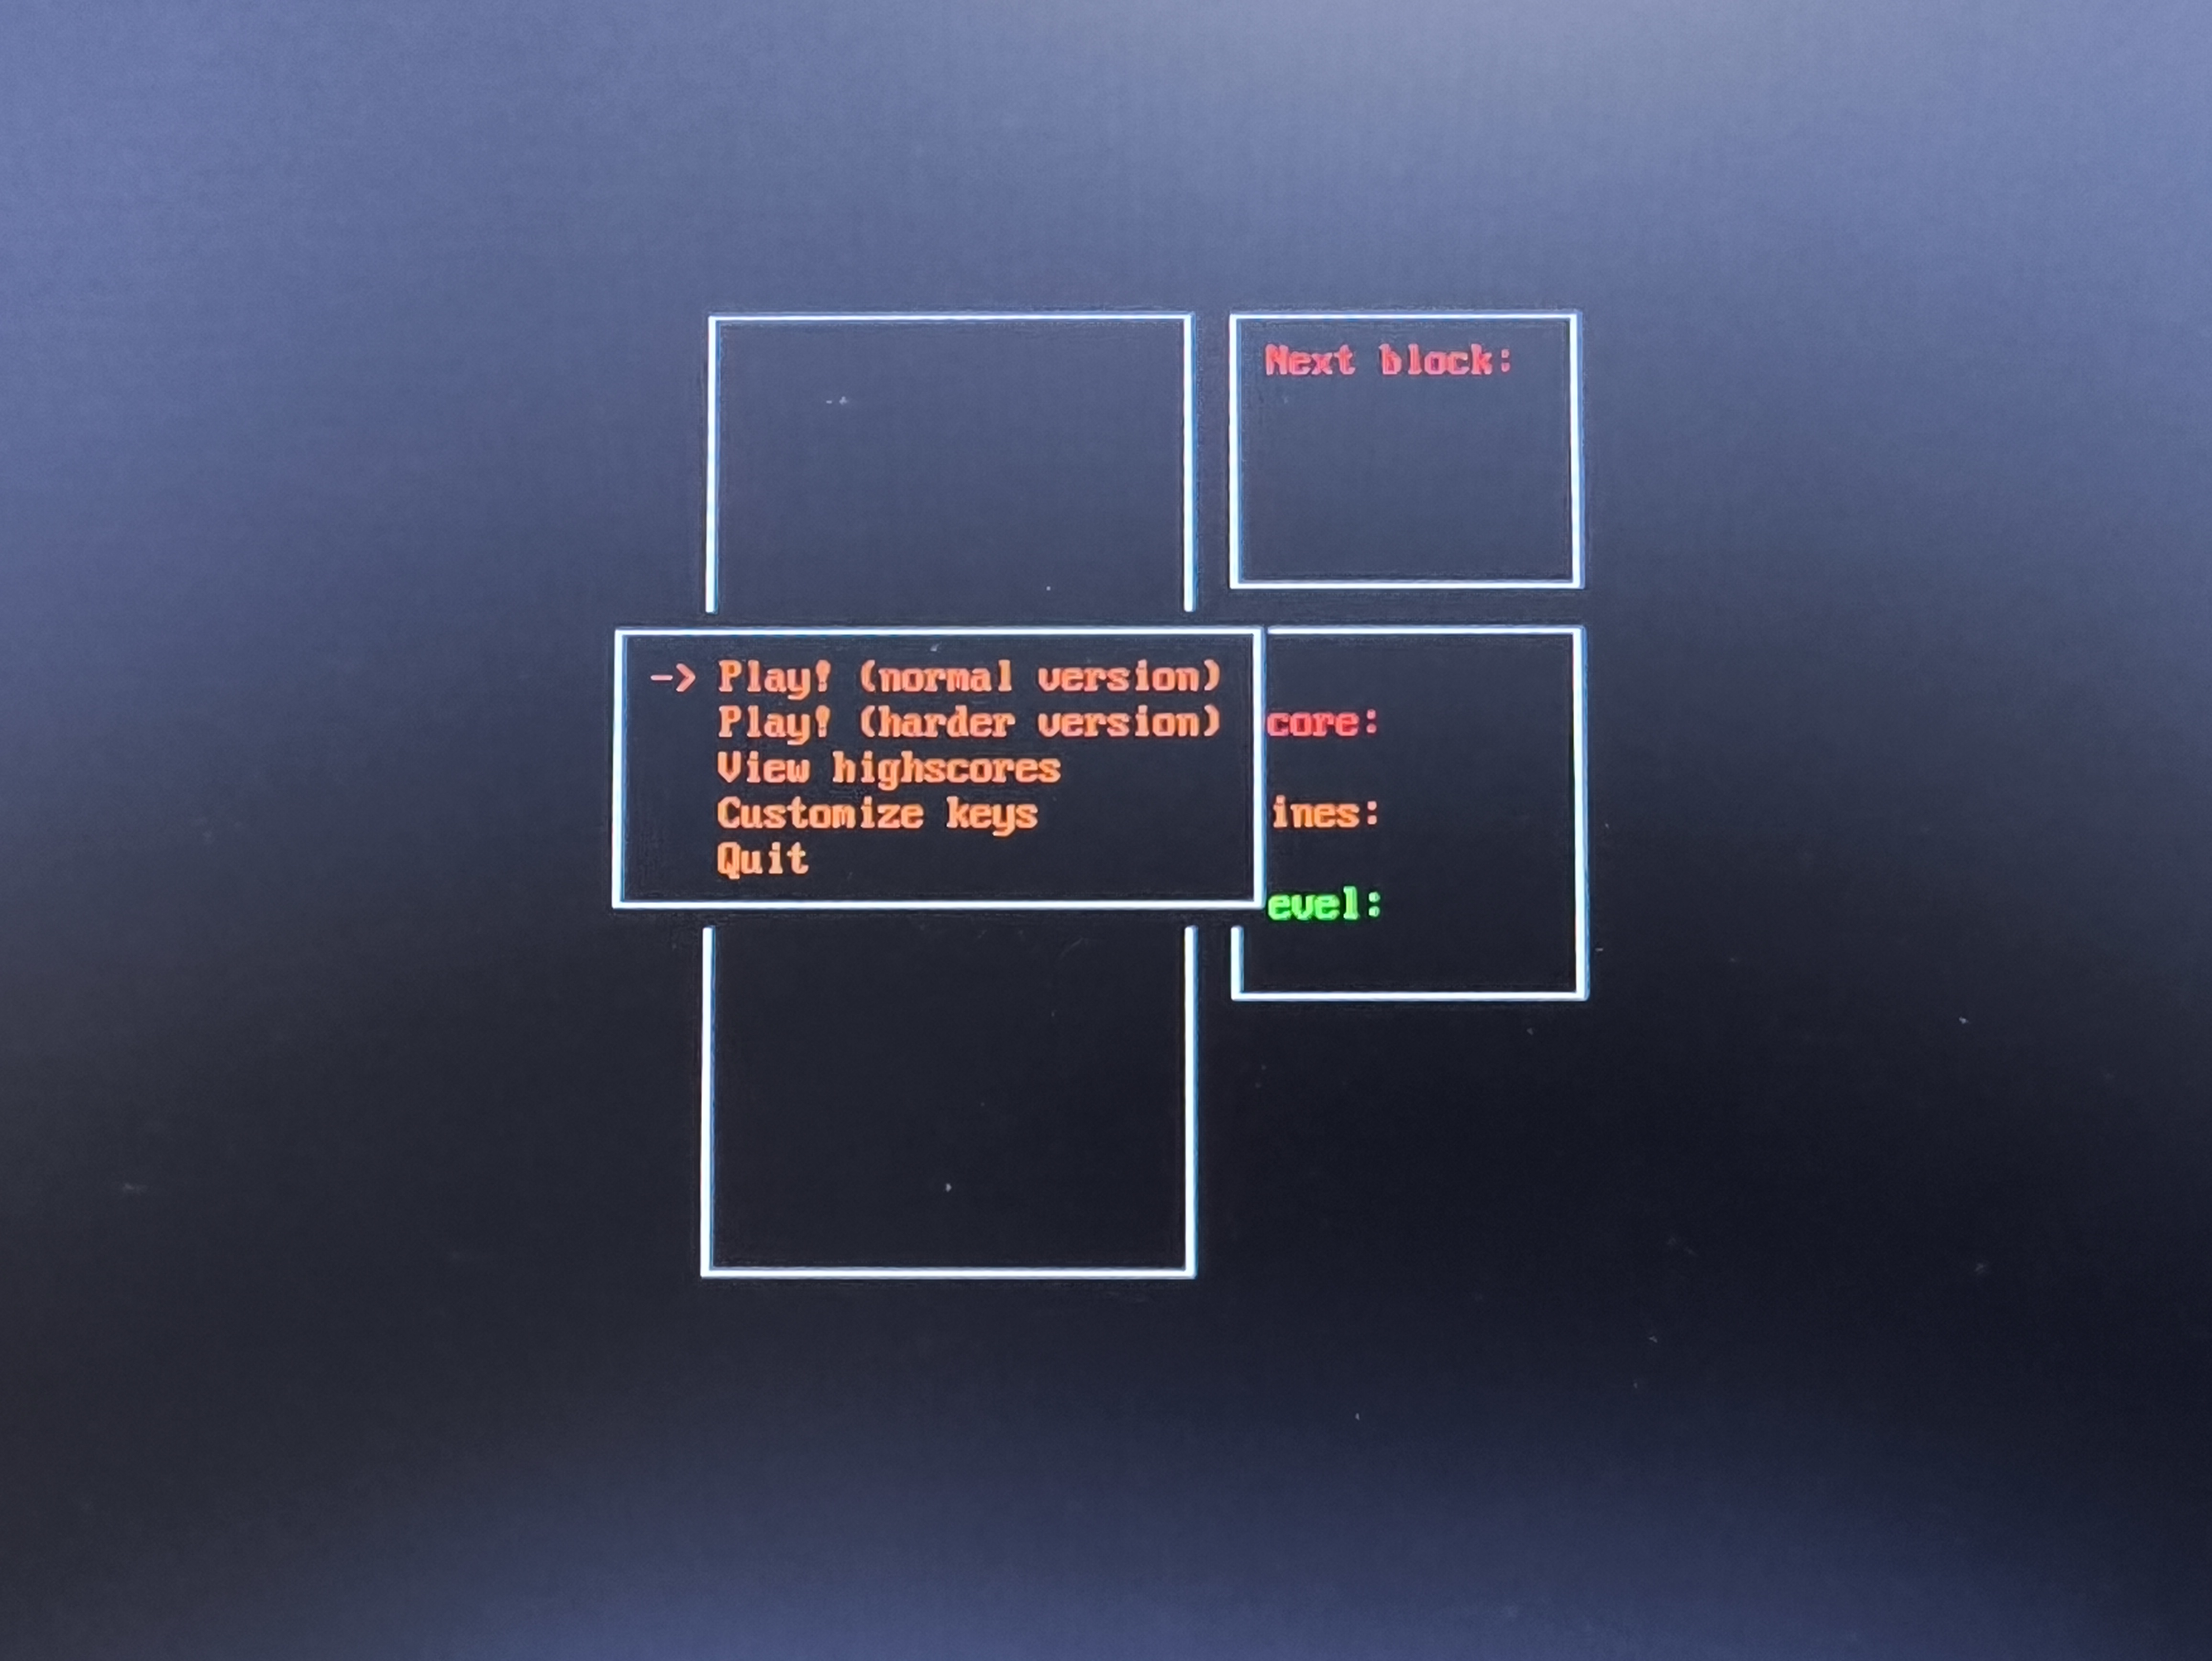 Next block:
-> Play! (normal version)
Play! (harder version)
View highscores
Customize keys
Quit
core:
ines:
evel: